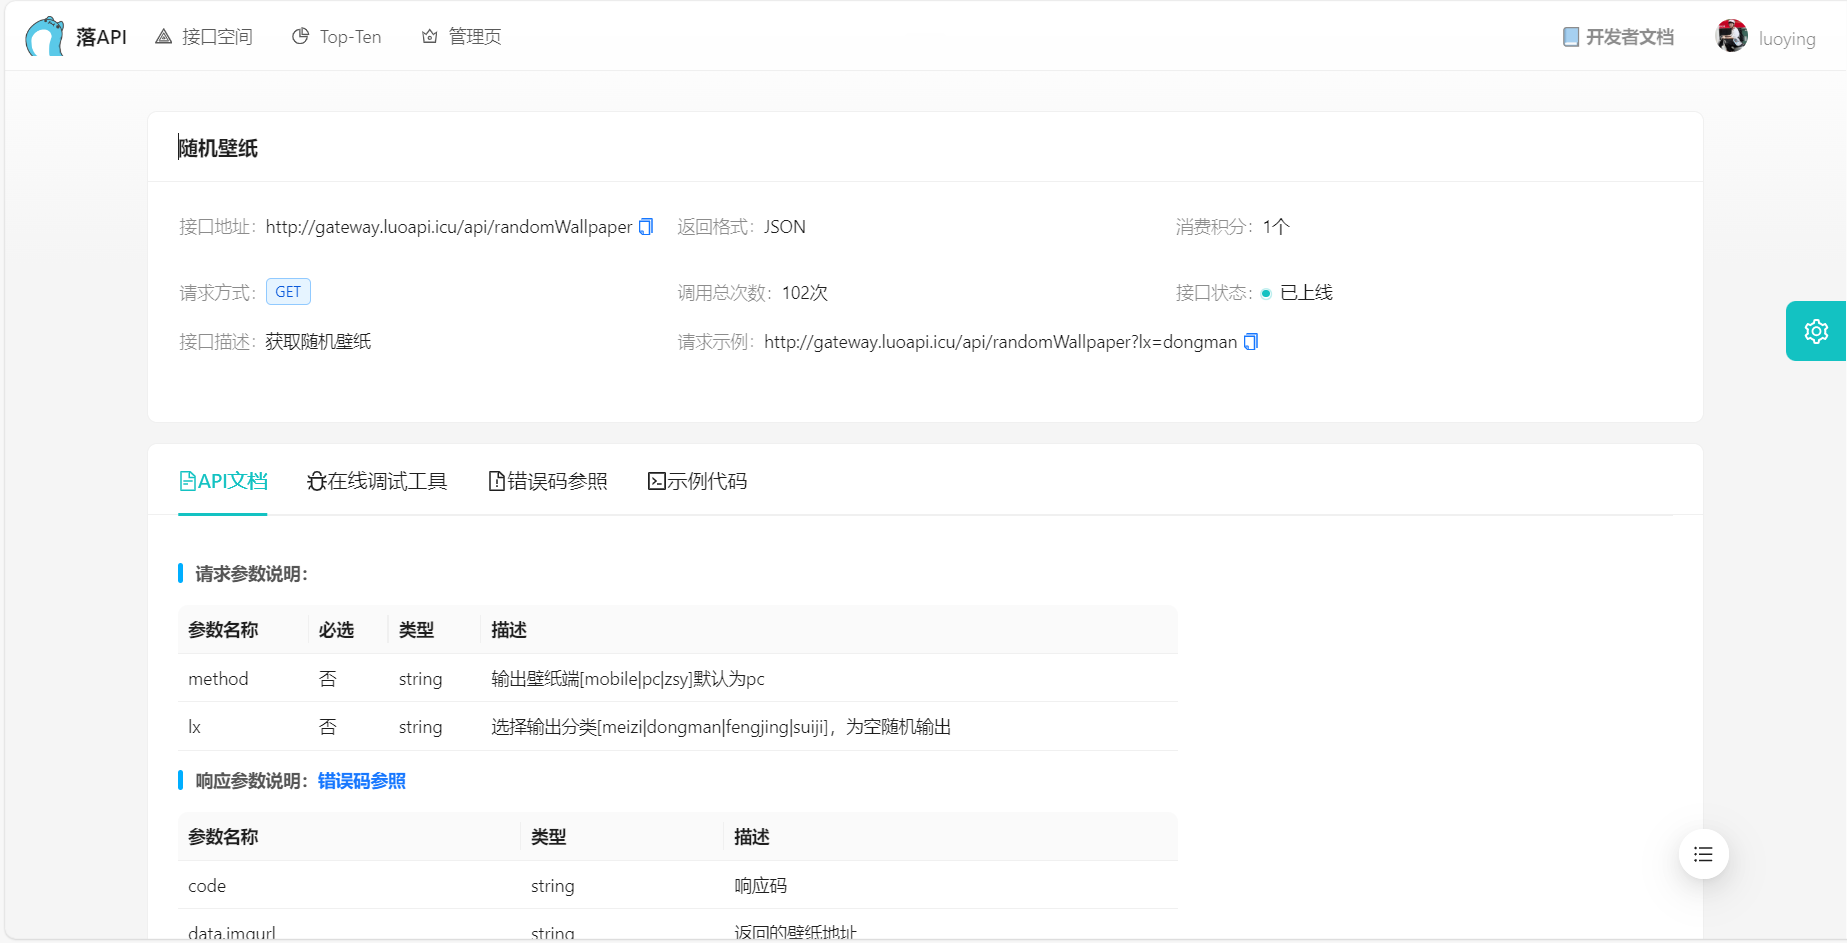 落API 接口空间 Top-Ten 管理页 开发者文档 luoying
随机壁纸
接口地址：http://gateway.luoapi.icu/api/randomWallpaper 返回格式：JSON 消费积分：1个
请求方式：GET 调用总次数：102次 接口状态：已上线
接口描述：获取随机壁纸 请求示例：http://gateway.luoapi.icu/api/randomWallpaper?lx=dongman
API文档 在线调试工具 错误码参照 示例代码
请求参数说明：
参数名称 必选 类型 描述
method 否 string 输出壁纸端[mobile|pc|zsy]默认为pc
lx 否 string 选择输出分类[meizi|dongman|fengjing|suiji]，为空随机输出
响应参数说明：错误码参照
参数名称 类型 描述
code string 响应码
data.imgurl string 返回的壁纸地址